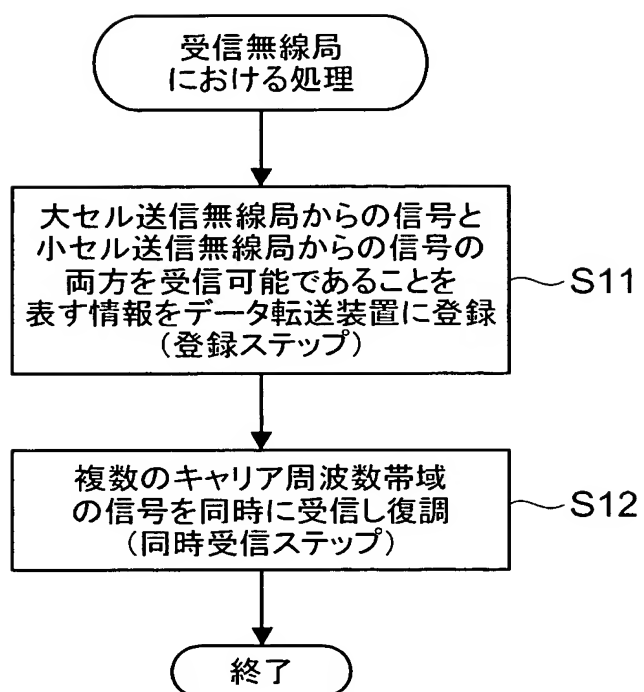 受信無線局
における処理
大セル送信無線局からの信号と
小セル送信無線局からの信号の
両方を受信可能であることを
表す情報をデータ転送装置に登録
(登録ステップ)
S11
複数のキャリア周波数帯域
の信号を同時に受信し復調
(同時受信ステップ)
S12
終了